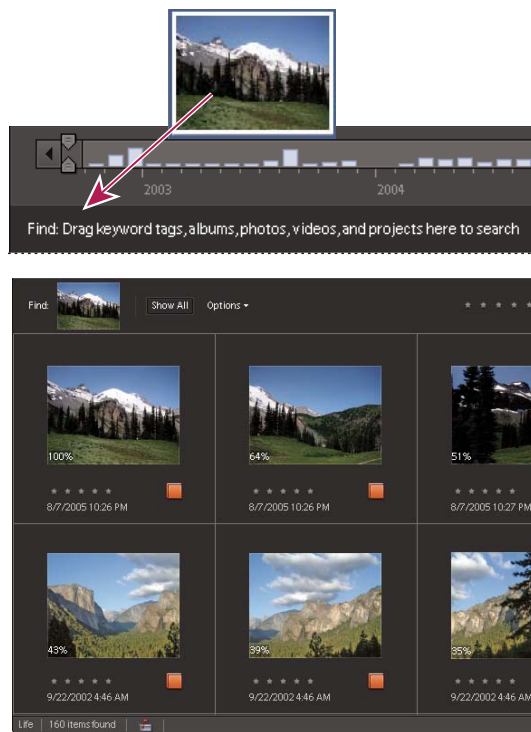 2003 2004
Find: Drag keyword tags, albums, photos, videos, and projects here to search
Find: Show All Options
100% 64% 51%
8/7/2005 10:26 PM 8/7/2005 10:26 PM 8/7/2005 10:27 PM
43% 39% 35%
9/22/2002 4:46 AM 9/22/2002 4:46 AM 9/22/2002 4:46 AM
Life 160 items found